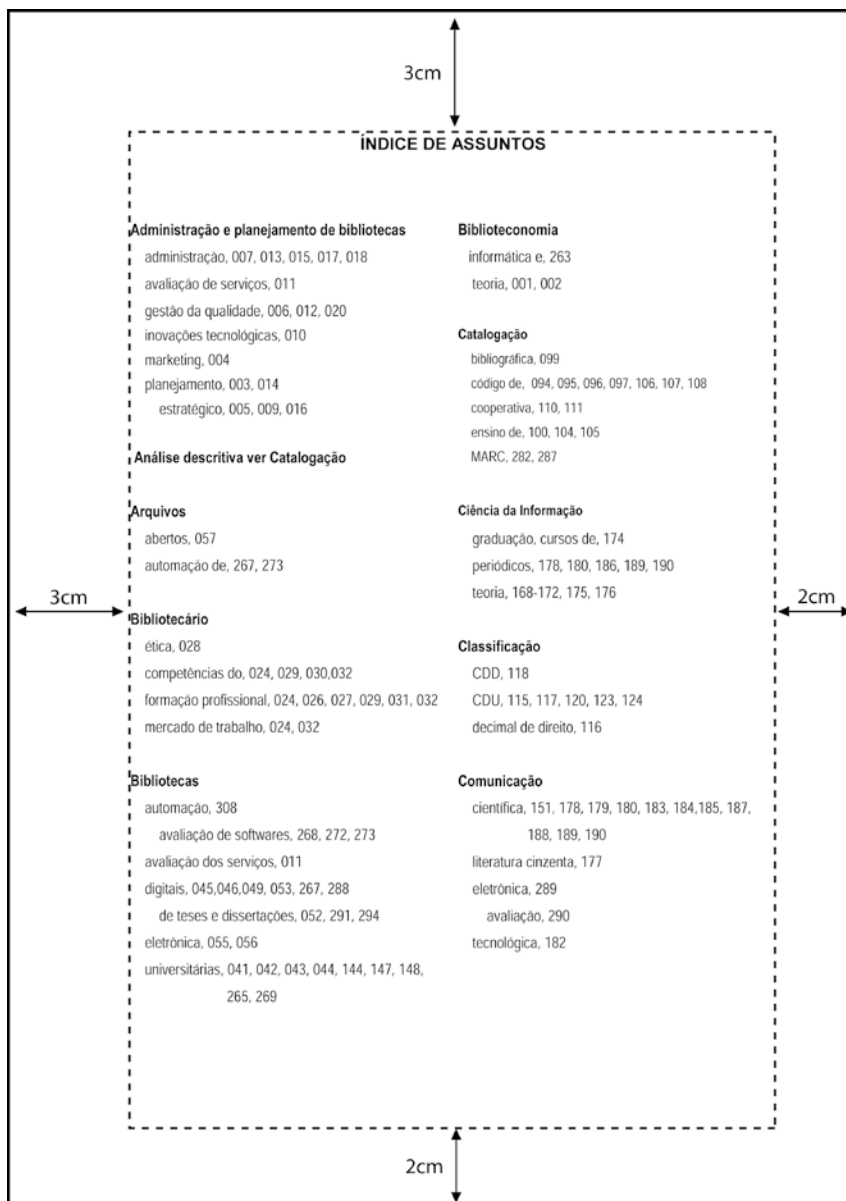 3cm
ÍNDICE DE ASSUNTOS
Administração e planejamento de bibliotecas
administração, 007, 013, 015, 017, 018
avaliação de serviços, 011
gestão da qualidade, 006, 012, 020
inovações tecnológicas, 010
marketing, 004
planejamento, 003, 014
estratégico, 005, 009, 016
Análise descritiva ver Catalogação
Arquivos
abertos, 057
automação de, 267, 273
Bibliotecário
ética, 028
competências do, 024, 029, 030,032
formação profissional, 024, 026, 027, 029, 031, 032
mercado de trabalho, 024, 032
Bibliotecas
automação, 308
avaliação de softwares, 268, 272, 273
avaliação dos serviços, 011
digitais, 045,046,049, 053, 267, 288
de teses e dissertações, 052, 291, 294
eletrônica, 055, 056
universitárias, 041, 042, 043, 044, 144, 147, 148,
265, 269
Biblioteconomia
informática e, 263
teoria, 001, 002
Catalogação
bibliográfica, 099
código de, 094, 095, 096, 097, 106, 107, 108
cooperativa, 110, 111
ensino de, 100, 104, 105
MARC, 282, 287
Ciência da Informação
graduação, cursos de, 174
periódicos, 178, 180, 186, 189, 190
teoria, 168-172, 175, 176
Classificação
CDD, 118
CDU, 115, 117, 120, 123, 124
decimal de direito, 116
Comunicação
científica, 151, 178, 179, 180, 183, 184,185, 187,
188, 189, 190
literatura cinzenta, 177
eletrônica, 289
avaliação, 290
tecnológica, 182
3cm
2cm
2cm